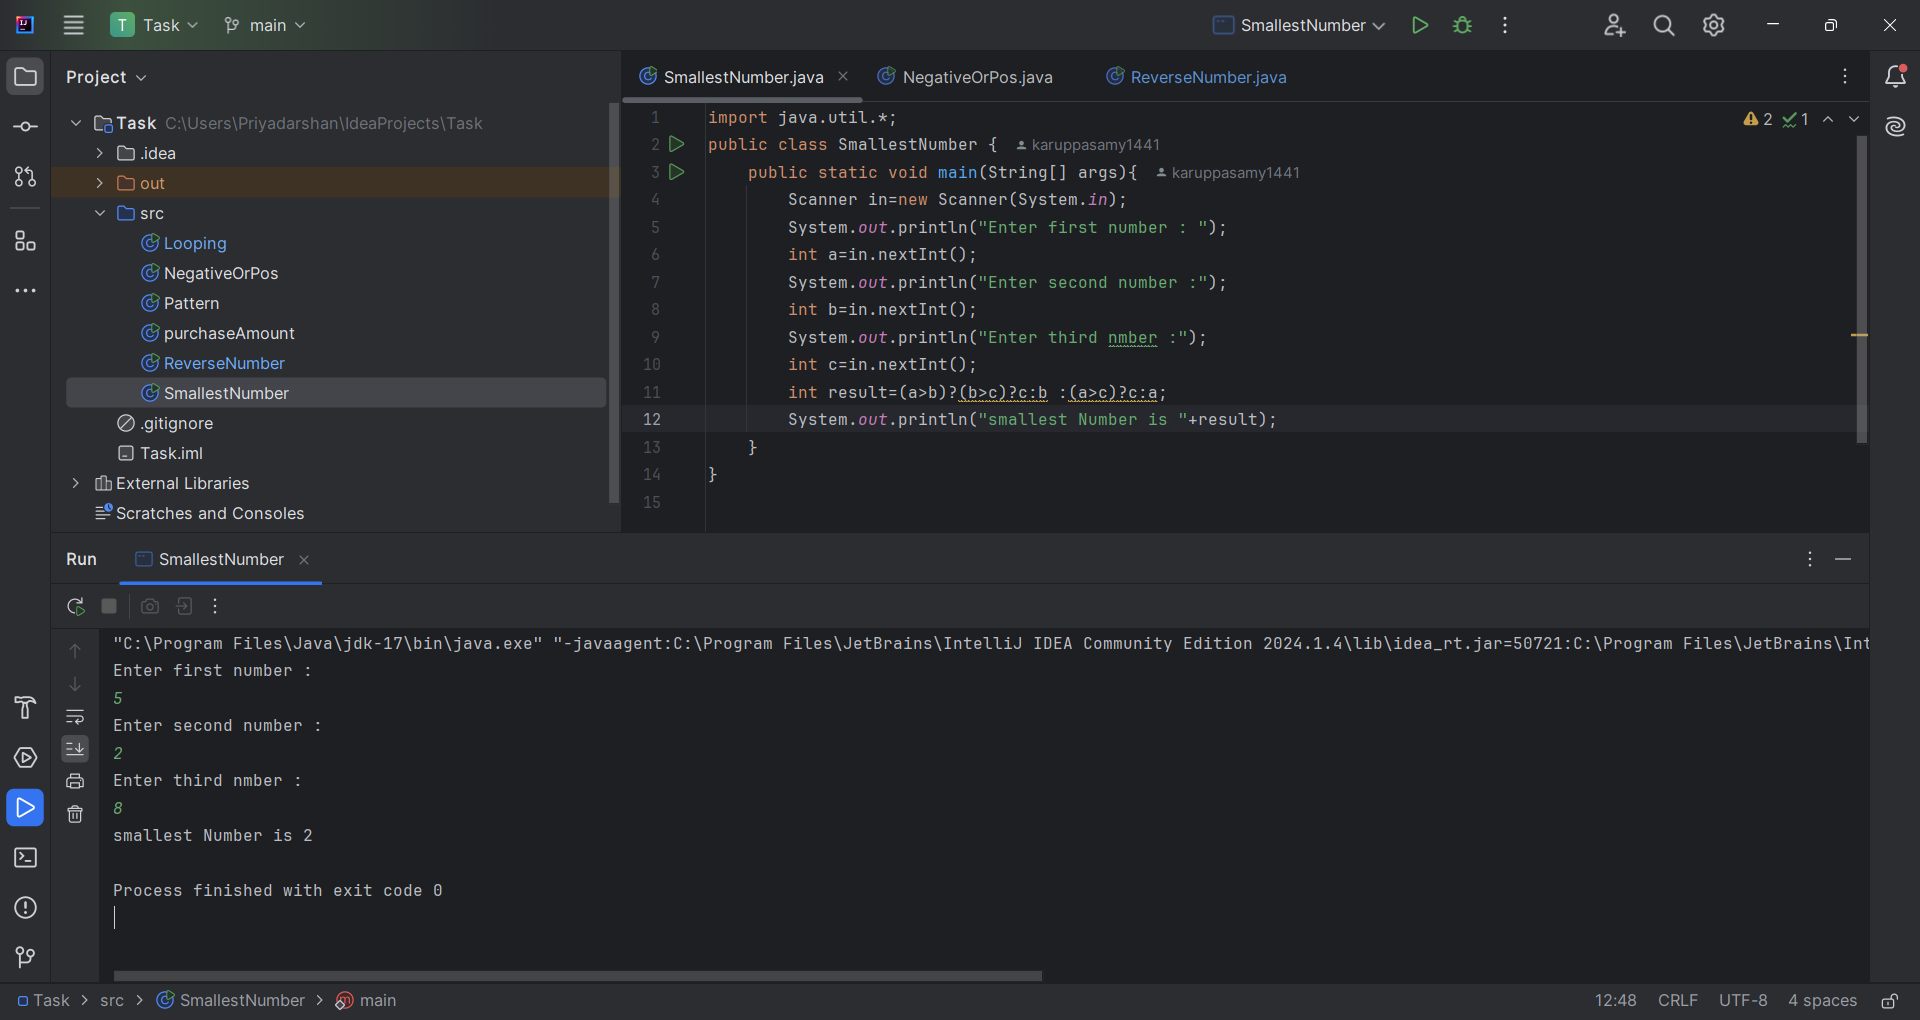 T Task main SmallestNumber
Project
SmallestNumber.java NegativeOrPos.java ReverseNumber.java
Task C:\Users\Priyadarshan\IdeaProjects\Task
.idea
out
src
Looping
NegativeOrPos
Pattern
purchaseAmount
ReverseNumber
SmallestNumber
.gitignore
Task.iml
External Libraries
Scratches and Consoles
2 1
1 import java.util.*;
2 public class SmallestNumber { karuppasamy1441
3 public static void main(String[] args){ karuppasamy1441
4 Scanner in=new Scanner(System.in);
5 System.out.println("Enter first number : ");
6 int a=in.nextInt();
7 System.out.println("Enter second number :");
8 int b=in.nextInt();
9 System.out.println("Enter third nmber :");
10 int c=in.nextInt();
11 int result=(a>b)?(b>c)?c:b :(a>c)?c:a;
12 System.out.println("smallest Number is "+result);
13 }
14 }
15
Run SmallestNumber
"C:\Program Files\Java\jdk-17\bin\java.exe" "-javaagent:C:\Program Files\JetBrains\IntelliJ IDEA Community Edition 2024.1.4\lib\idea_rt.jar=50721:C:\Program Files\JetBrains\Int
Enter first number :
5
Enter second number :
2
Enter third nmber :
8
smallest Number is 2
Process finished with exit code 0
Task > src > SmallestNumber > main 12:48 CRLF UTF-8 4 spaces